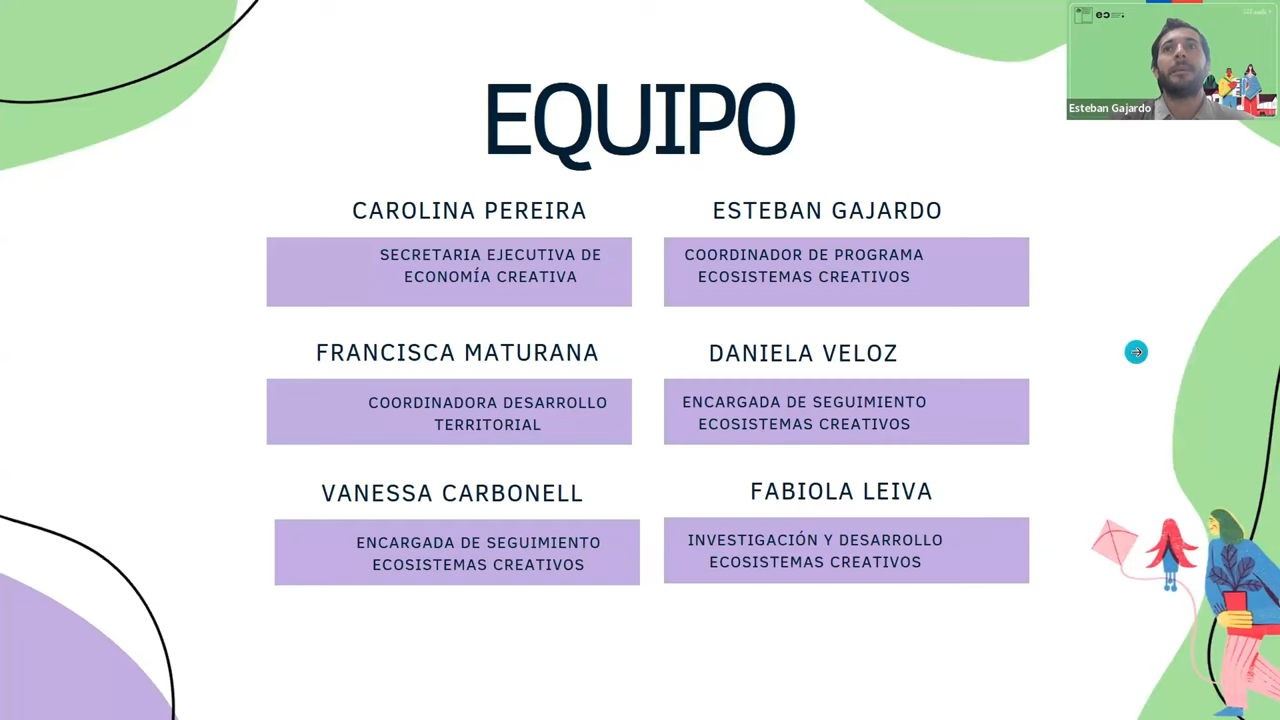 EQUIPO
CAROLINA PEREIRA
SECRETARIA EJECUTIVA DE
ECONOMÍA CREATIVA
ESTEBAN GAJARDO
COORDINADOR DE PROGRAMA
ECOSISTEMAS CREATIVOS
FRANCISCA MATURANA
COORDINADORA DESARROLLO
TERRITORIAL
DANIELA VELOZ
ENCARGADA DE SEGUIMIENTO
ECOSISTEMAS CREATIVOS
VANESSA CARBONELL
ENCARGADA DE SEGUIMIENTO
ECOSISTEMAS CREATIVOS
FABIOLA LEIVA
INVESTIGACIÓN Y DESARROLLO
ECOSISTEMAS CREATIVOS
Esteban Gajardo